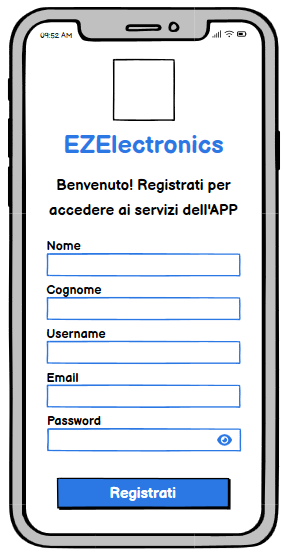 09:52 AM
EZElectronics
Benvenuto! Registrati per
accedere ai servizi dell'APP
Nome
Cognome
Username
Email
Password
Registrati